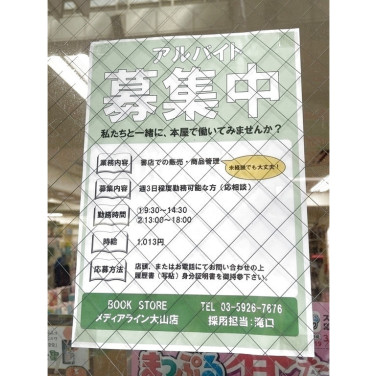 アルバイト
募集中
私たちと一緒に、本屋で働いてみませんか？
業務内容 書店での販売・商品管理
未経験でも大丈夫！
募集内容 週3日程度勤務可能な方（応相談）
勤務時間 ①9:30～14:30
②13:00～18:00
時給 1,013円
応募方法 店頭、またはお電話にてお問い合わせの上
履歴書（写貼）身分証明書を御持参下さい。
BOOK STORE TEL 03-5926-7676
メディアライン大山店 採用担当:滝口
まっぷる